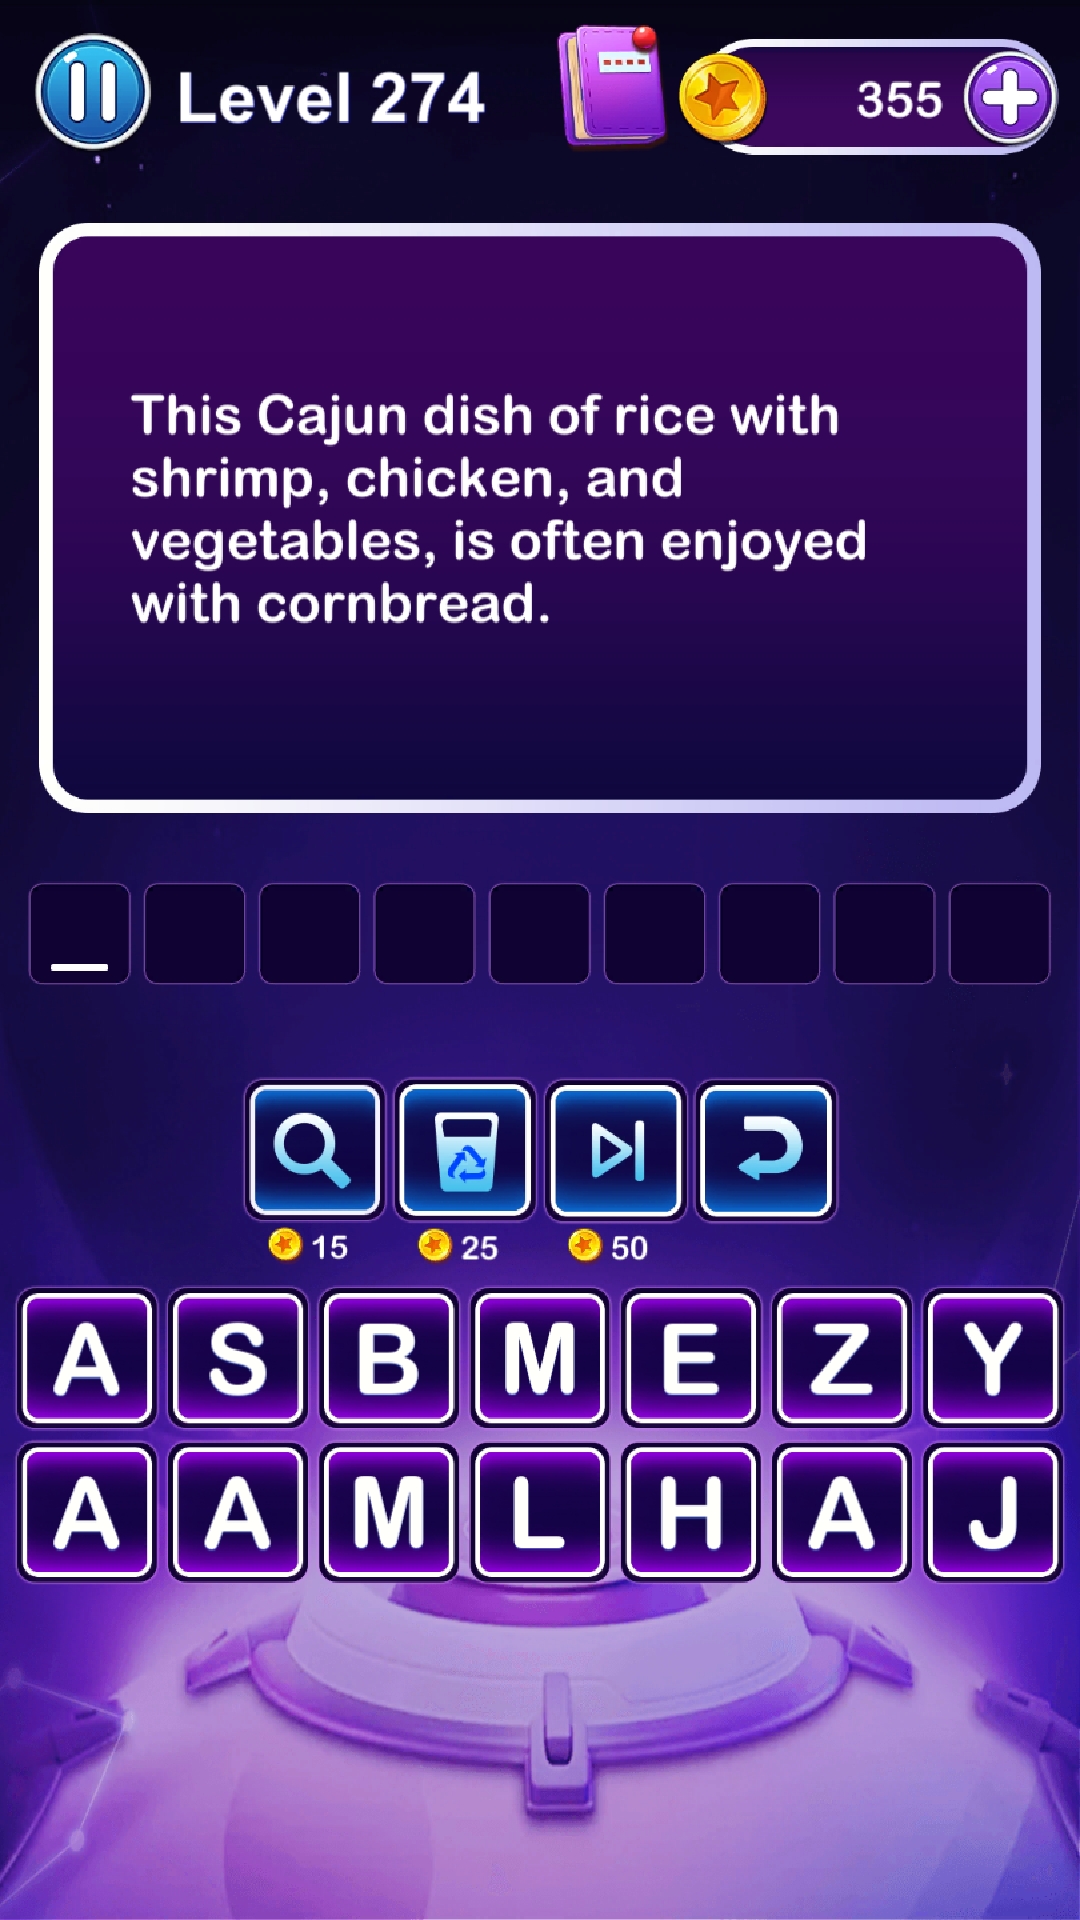 Level 274
355
This Cajun dish of rice with
shrimp, chicken, and
vegetables, is often enjoyed
with cornbread.
15 25 50
A S B M E Z Y
A A M L H A J